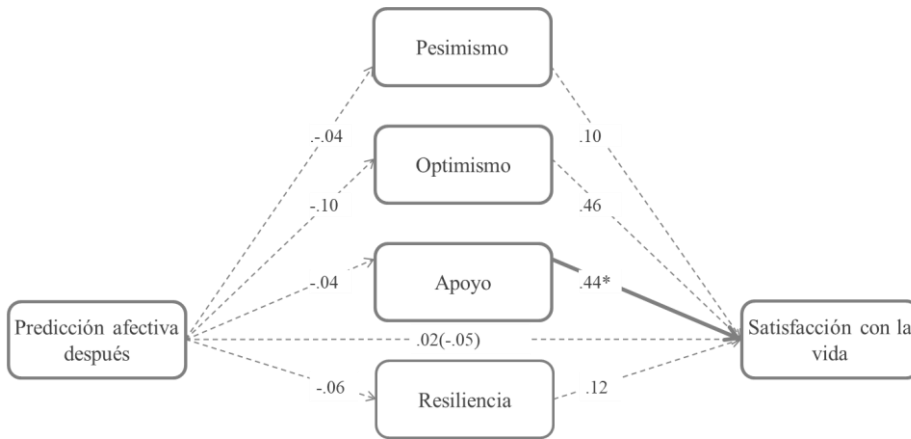 Pesimismo
.-.04
.10
Optimismo
-.10
.46
Apoyo
-.04
.44*
Predicción afectiva
después
.02(-.05)
Satisfacción con la
vida
Resiliencia
-.06
.12